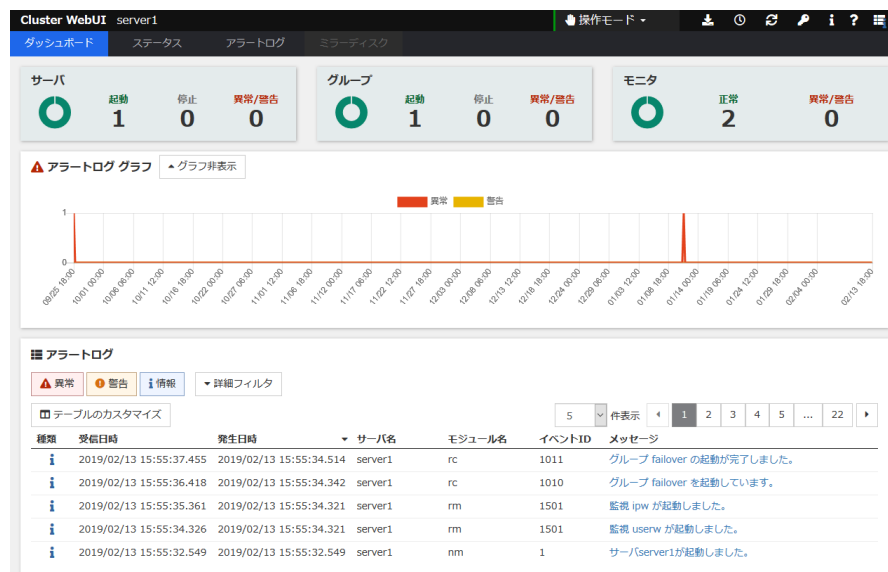 Cluster WebUI server1 操作モード
ダッシュボード ステータス アラートログ ミラーディスク
サーバ グループ モニタ
起動 停止 異常/警告 起動 停止 異常/警告 正常 異常/警告
1 0 0 1 0 0 2 0
アラートログ グラフ グラフ非表示
異常 警告
1
0
09/25 18:00 10/01 00:00 10/06 06:00 10/11 12:00 10/16 18:00 10/22 00:00 10/27 06:00 11/01 12:00 11/06 18:00 11/12 00:00 11/17 06:00 11/22 12:00 11/27 18:00 12/03 00:00 12/08 06:00 12/13 12:00 12/18 18:00 12/24 00:00 12/29 06:00 01/03 12:00 01/08 18:00 01/14 00:00 01/19 06:00 01/24 12:00 01/29 18:00 02/04 00:00 02/13 18:00
アラートログ
異常 警告 情報 詳細フィルタ
テーブルのカスタマイズ 5 件表示 1 2 3 4 5 ... 22
種類 受信日時 発生日時 サーバ名 モジュール名 イベントID メッセージ
2019/02/13 15:55:37.455 2019/02/13 15:55:34.514 server1 rc 1011 グループ failover の起動が完了しました。
2019/02/13 15:55:36.418 2019/02/13 15:55:34.342 server1 rc 1010 グループ failover を起動しています。
2019/02/13 15:55:35.361 2019/02/13 15:55:34.321 server1 rm 1501 監視 ipw が起動しました。
2019/02/13 15:55:34.326 2019/02/13 15:55:34.321 server1 rm 1501 監視 userw が起動しました。
2019/02/13 15:55:32.549 2019/02/13 15:55:32.549 server1 nm 1 サーバserver1が起動しました。